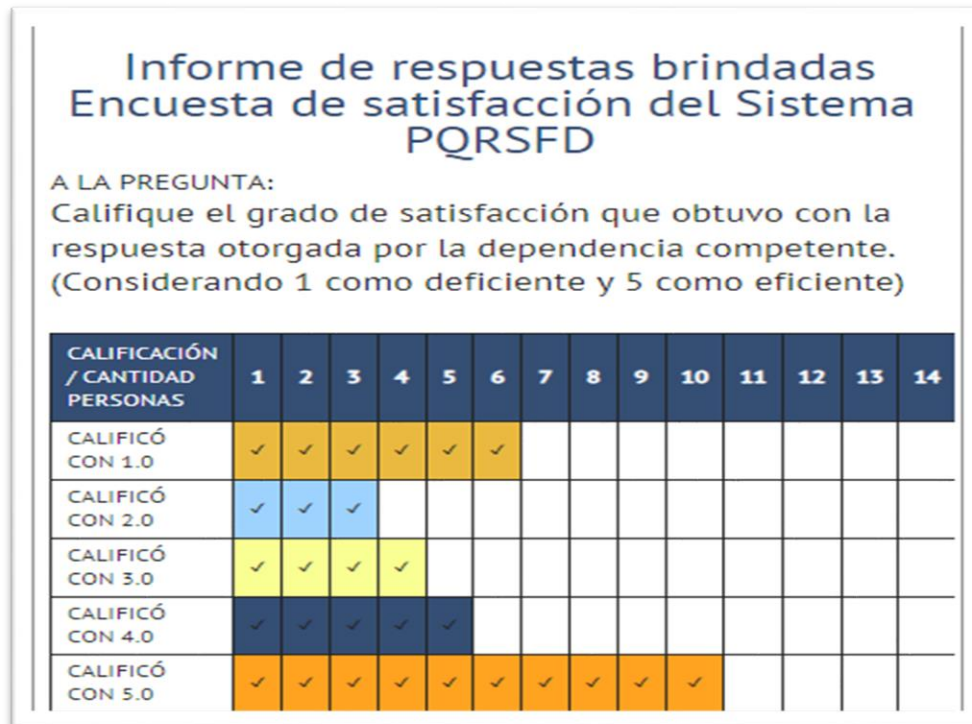 Informe de respuestas brindadas
Encuesta de satisfacción del Sistema
PQRSFD
A LA PREGUNTA:
Califique el grado de satisfacción que obtuvo con la
respuesta otorgada por la dependencia competente.
(Considerando 1 como deficiente y 5 como eficiente)
CALIFICACIÓN
/ CANTIDAD
PERSONAS
1 2 3 4 5 6 7 8 9 10 11 12 13 14
CALIFICÓ
CON 1.0
✓ ✓ ✓ ✓ ✓ ✓
CALIFICÓ
CON 2.0
✓ ✓ ✓
CALIFICÓ
CON 3.0
✓ ✓ ✓ ✓
CALIFICÓ
CON 4.0
✓ ✓ ✓ ✓ ✓
CALIFICÓ
CON 5.0
✓ ✓ ✓ ✓ ✓ ✓ ✓ ✓ ✓ ✓